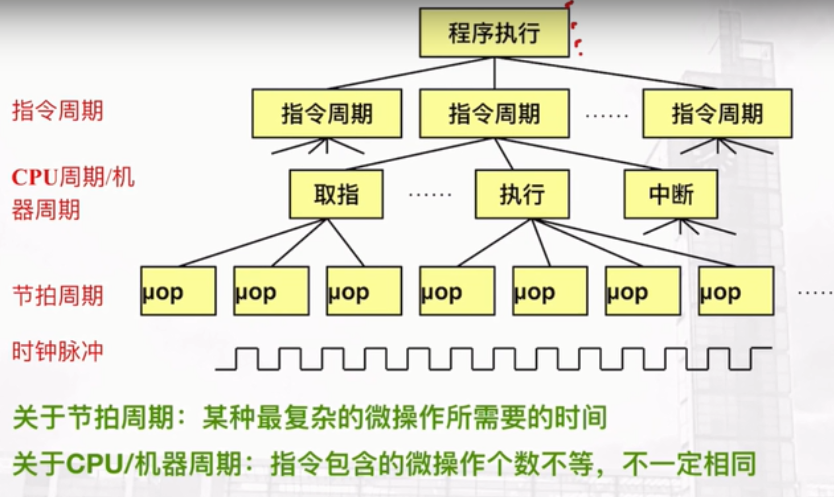 程序执行
指令周期 指令周期 指令周期 …… 指令周期
CPU周期/机
器周期
取指 …… 执行 中断
节拍周期 μop μop μop μop μop μop μop ……
时钟脉冲
关于节拍周期：某种最复杂的微操作所需要的时间
关于CPU/机器周期：指令包含的微操作个数不等，不一定相同